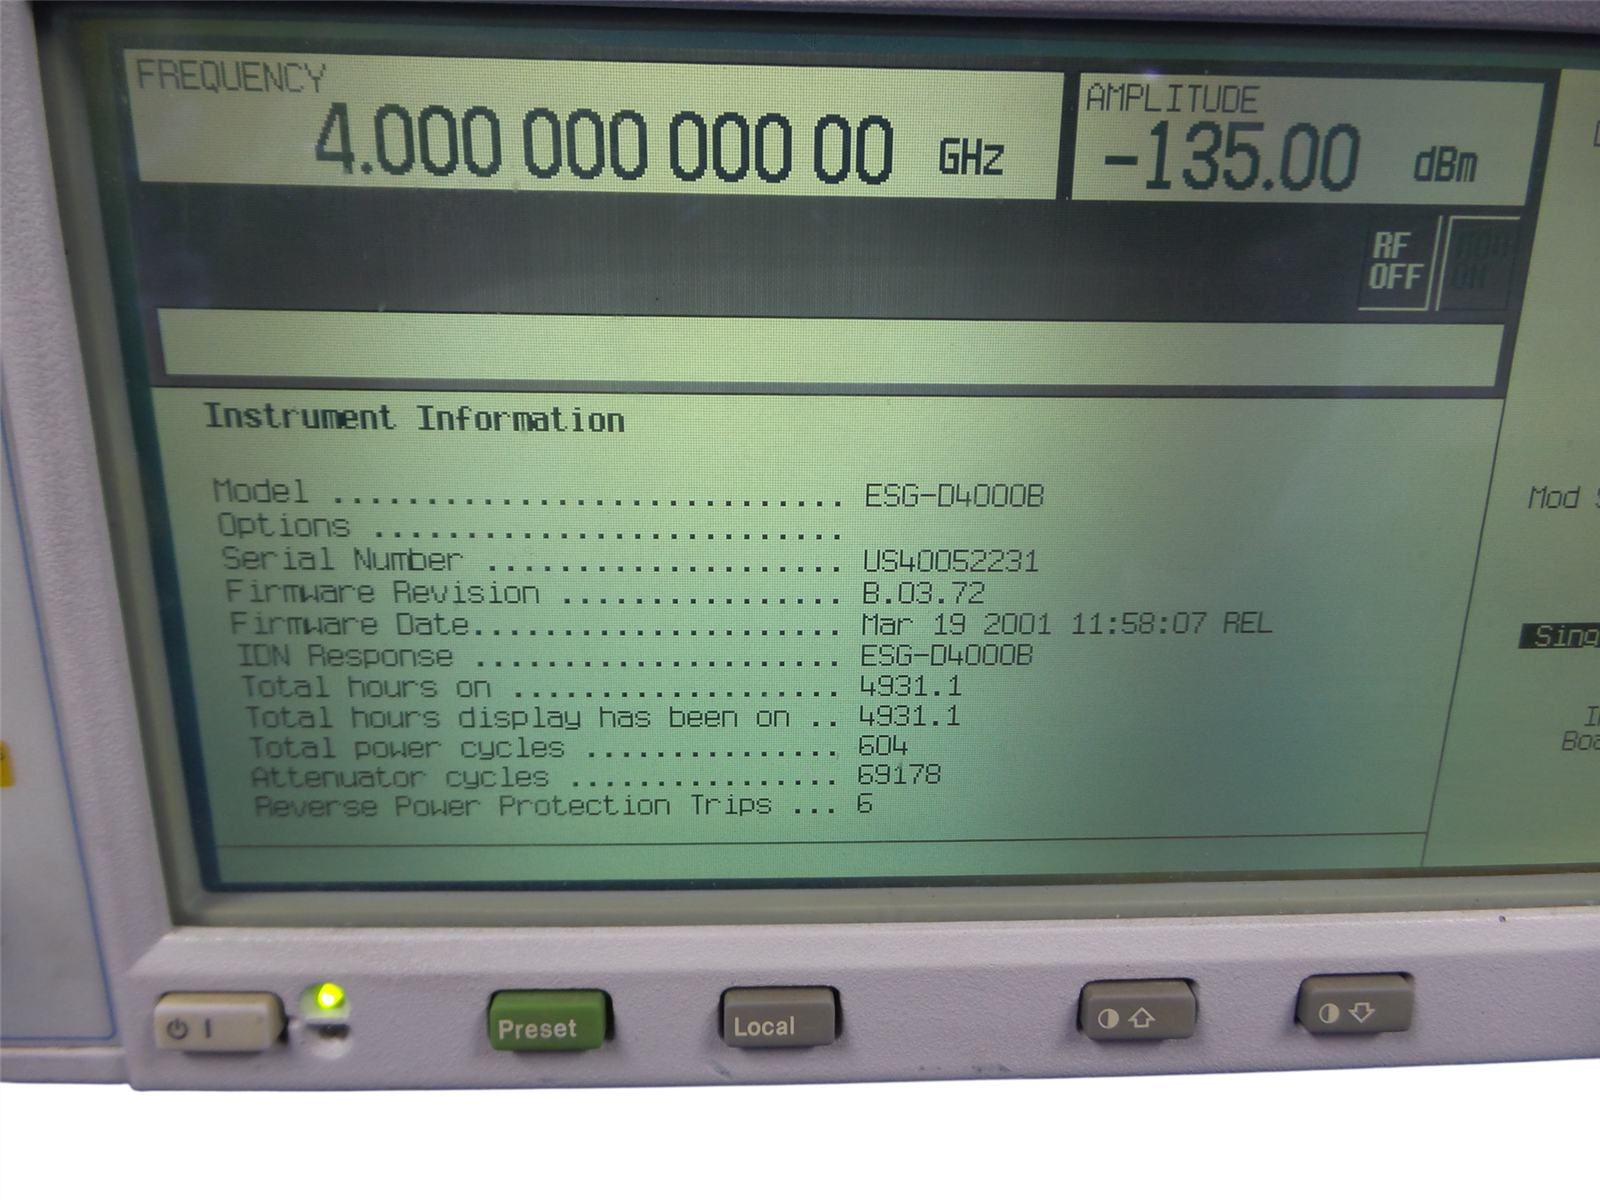 FREQUENCY
4.000 000 000 00 GHz
AMPLITUDE
-135.00 dBm
RF
OFF
MOD
ON
Instrument Information
Model ............................ ESG-D4000B
Options ..........................
Serial Number .................... US40052231
Firmware Revision ................ B.03.72
Firmware Date...................... Mar 19 2001 11:58:07 REL
IDN Response ..................... ESG-D4000B
Total hours on ................... 4931.1
Total hours display has been on .. 4931.1
Total power cycles ............... 604
Attenuator cycles ................ 69178
Reverse Power Protection Trips ... 6
Mod
Preset
Local